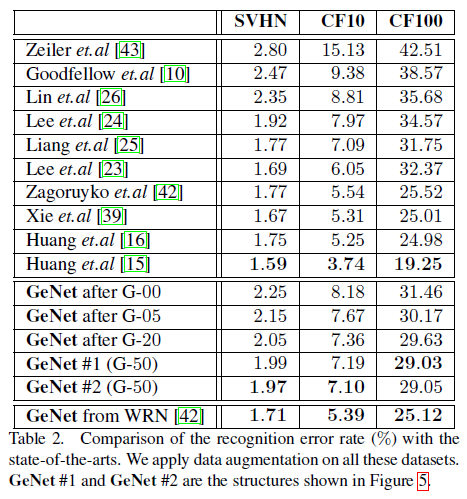 SVHN CF10 CF100
Zeiler et.al [43] 2.80 15.13 42.51
Goodfellow et.al [10] 2.47 9.38 38.57
Lin et.al [26] 2.35 8.81 35.68
Lee et.al [24] 1.92 7.97 34.57
Liang et.al [25] 1.77 7.09 31.75
Lee et.al [23] 1.69 6.05 32.37
Zagoruyko et.al [42] 1.77 5.54 25.52
Xie et.al [39] 1.67 5.31 25.01
Huang et.al [16] 1.75 5.25 24.98
Huang et.al [15] 1.59 3.74 19.25
GeNet after G-00 2.25 8.18 31.46
GeNet after G-05 2.15 7.67 30.17
GeNet after G-20 2.05 7.36 29.63
GeNet #1 (G-50) 1.99 7.19 29.03
GeNet #2 (G-50) 1.97 7.10 29.05
GeNet from WRN [42] 1.71 5.39 25.12
Table 2. Comparison of the recognition error rate (%) with the
state-of-the-arts. We apply data augmentation on all these datasets.
GeNet #1 and GeNet #2 are the structures shown in Figure 5.